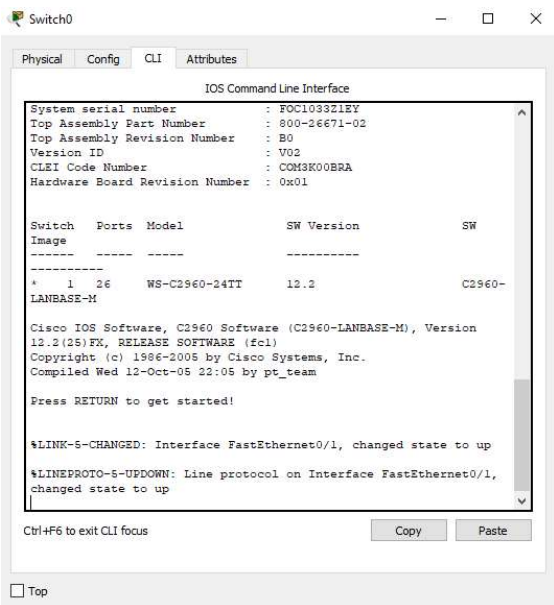 Switch0
Physical Config CLI Attributes
IOS Command Line Interface
System serial number : FOC1033Z1EY
Top Assembly Part Number : 800-26671-02
Top Assembly Revision Number : B0
Version ID : V02
CLEI Code Number : COM3K00BRA
Hardware Board Revision Number : 0x01
Switch Ports Model SW Version SW
Image
------ ----- ----- ----------
----------
* 1 26 WS-C2960-24TT 12.2 C2960-
LANBASE-M
Cisco IOS Software, C2960 Software (C2960-LANBASE-M), Version
12.2(25)FX, RELEASE SOFTWARE (fc1)
Copyright (c) 1986-2005 by Cisco Systems, Inc.
Compiled Wed 12-Oct-05 22:05 by pt_team
Press RETURN to get started!
%LINK-5-CHANGED: Interface FastEthernet0/1, changed state to up
%LINEPROTO-5-UPDOWN: Line protocol on Interface FastEthernet0/1,
changed state to up
Ctrl+F6 to exit CLI focus
Copy Paste
Top